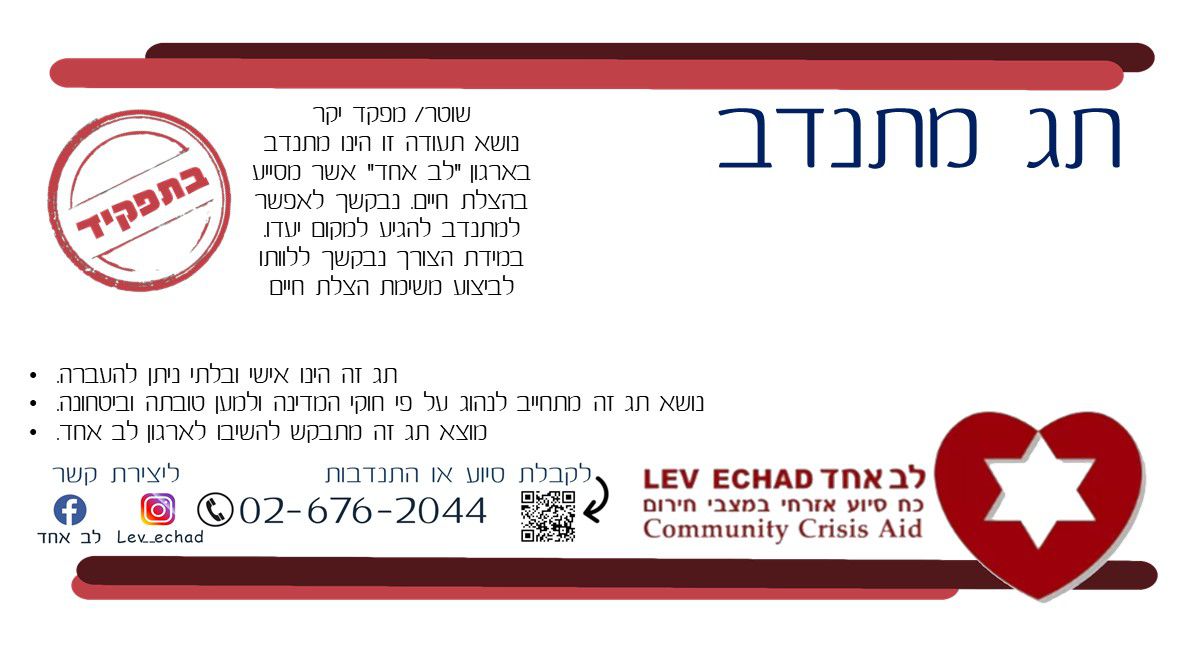 תג מתנדב
שוטר/ מפקד יקר
נושא תעודה זו הינו מתנדב
בארגון "לב אחד" אשר מסייע
בהצלת חיים. נבקשך לאפשר
למתנדב להגיע למקום יעדו.
במידת הצורך נבקשך ללוותו
לביצוע משימת הצלת חיים
בתפקיד
• תג זה הינו אישי ובלתי ניתן להעברה.
• נושא תג זה מתחייב לנהוג על פי חוקי המדינה ולמען טובתה וביטחונה.
• מוצא תג זה מתבקש להשיבו לארגון לב אחד.
לקבלת סיוע או התנדבות
02-676-2044
ליצירת קשר
Lev_echad
לב אחד
LEV ECHAD לב אחד
כח סיוע אזרחי במצבי חירום
Community Crisis Aid